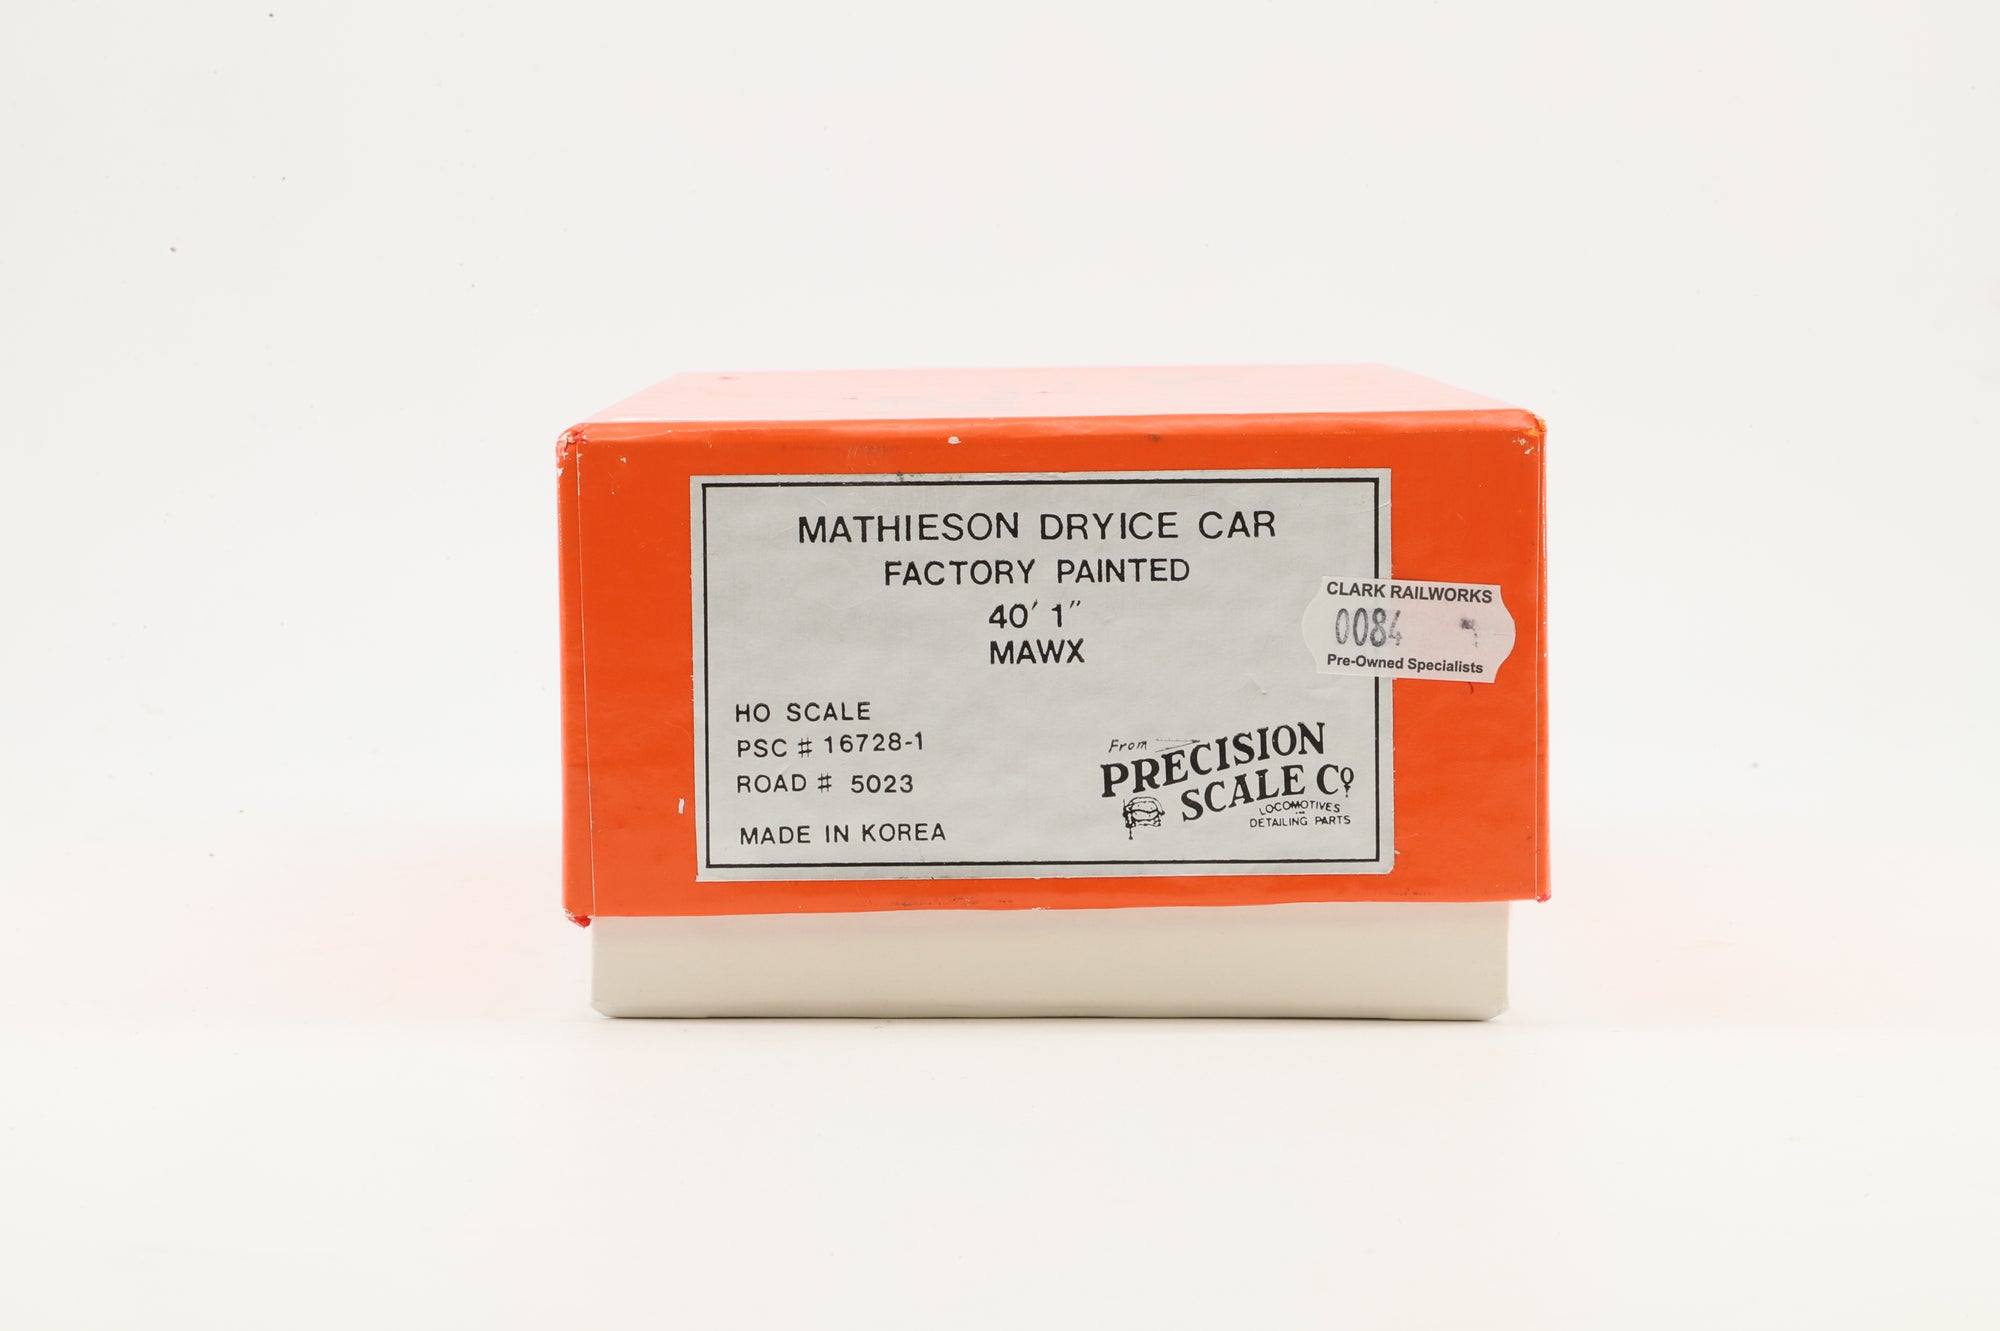 MATHIESON DRYICE CAR
FACTORY PAINTED
40' 1"
MAWX
CLARK RAILWORKS
0084
Pre-Owned Specialists
HO SCALE
PSC # 16728-1
ROAD # 5023
MADE IN KOREA
From
PRECISION
SCALE Co
LOCOMOTIVES
DETAILING PARTS